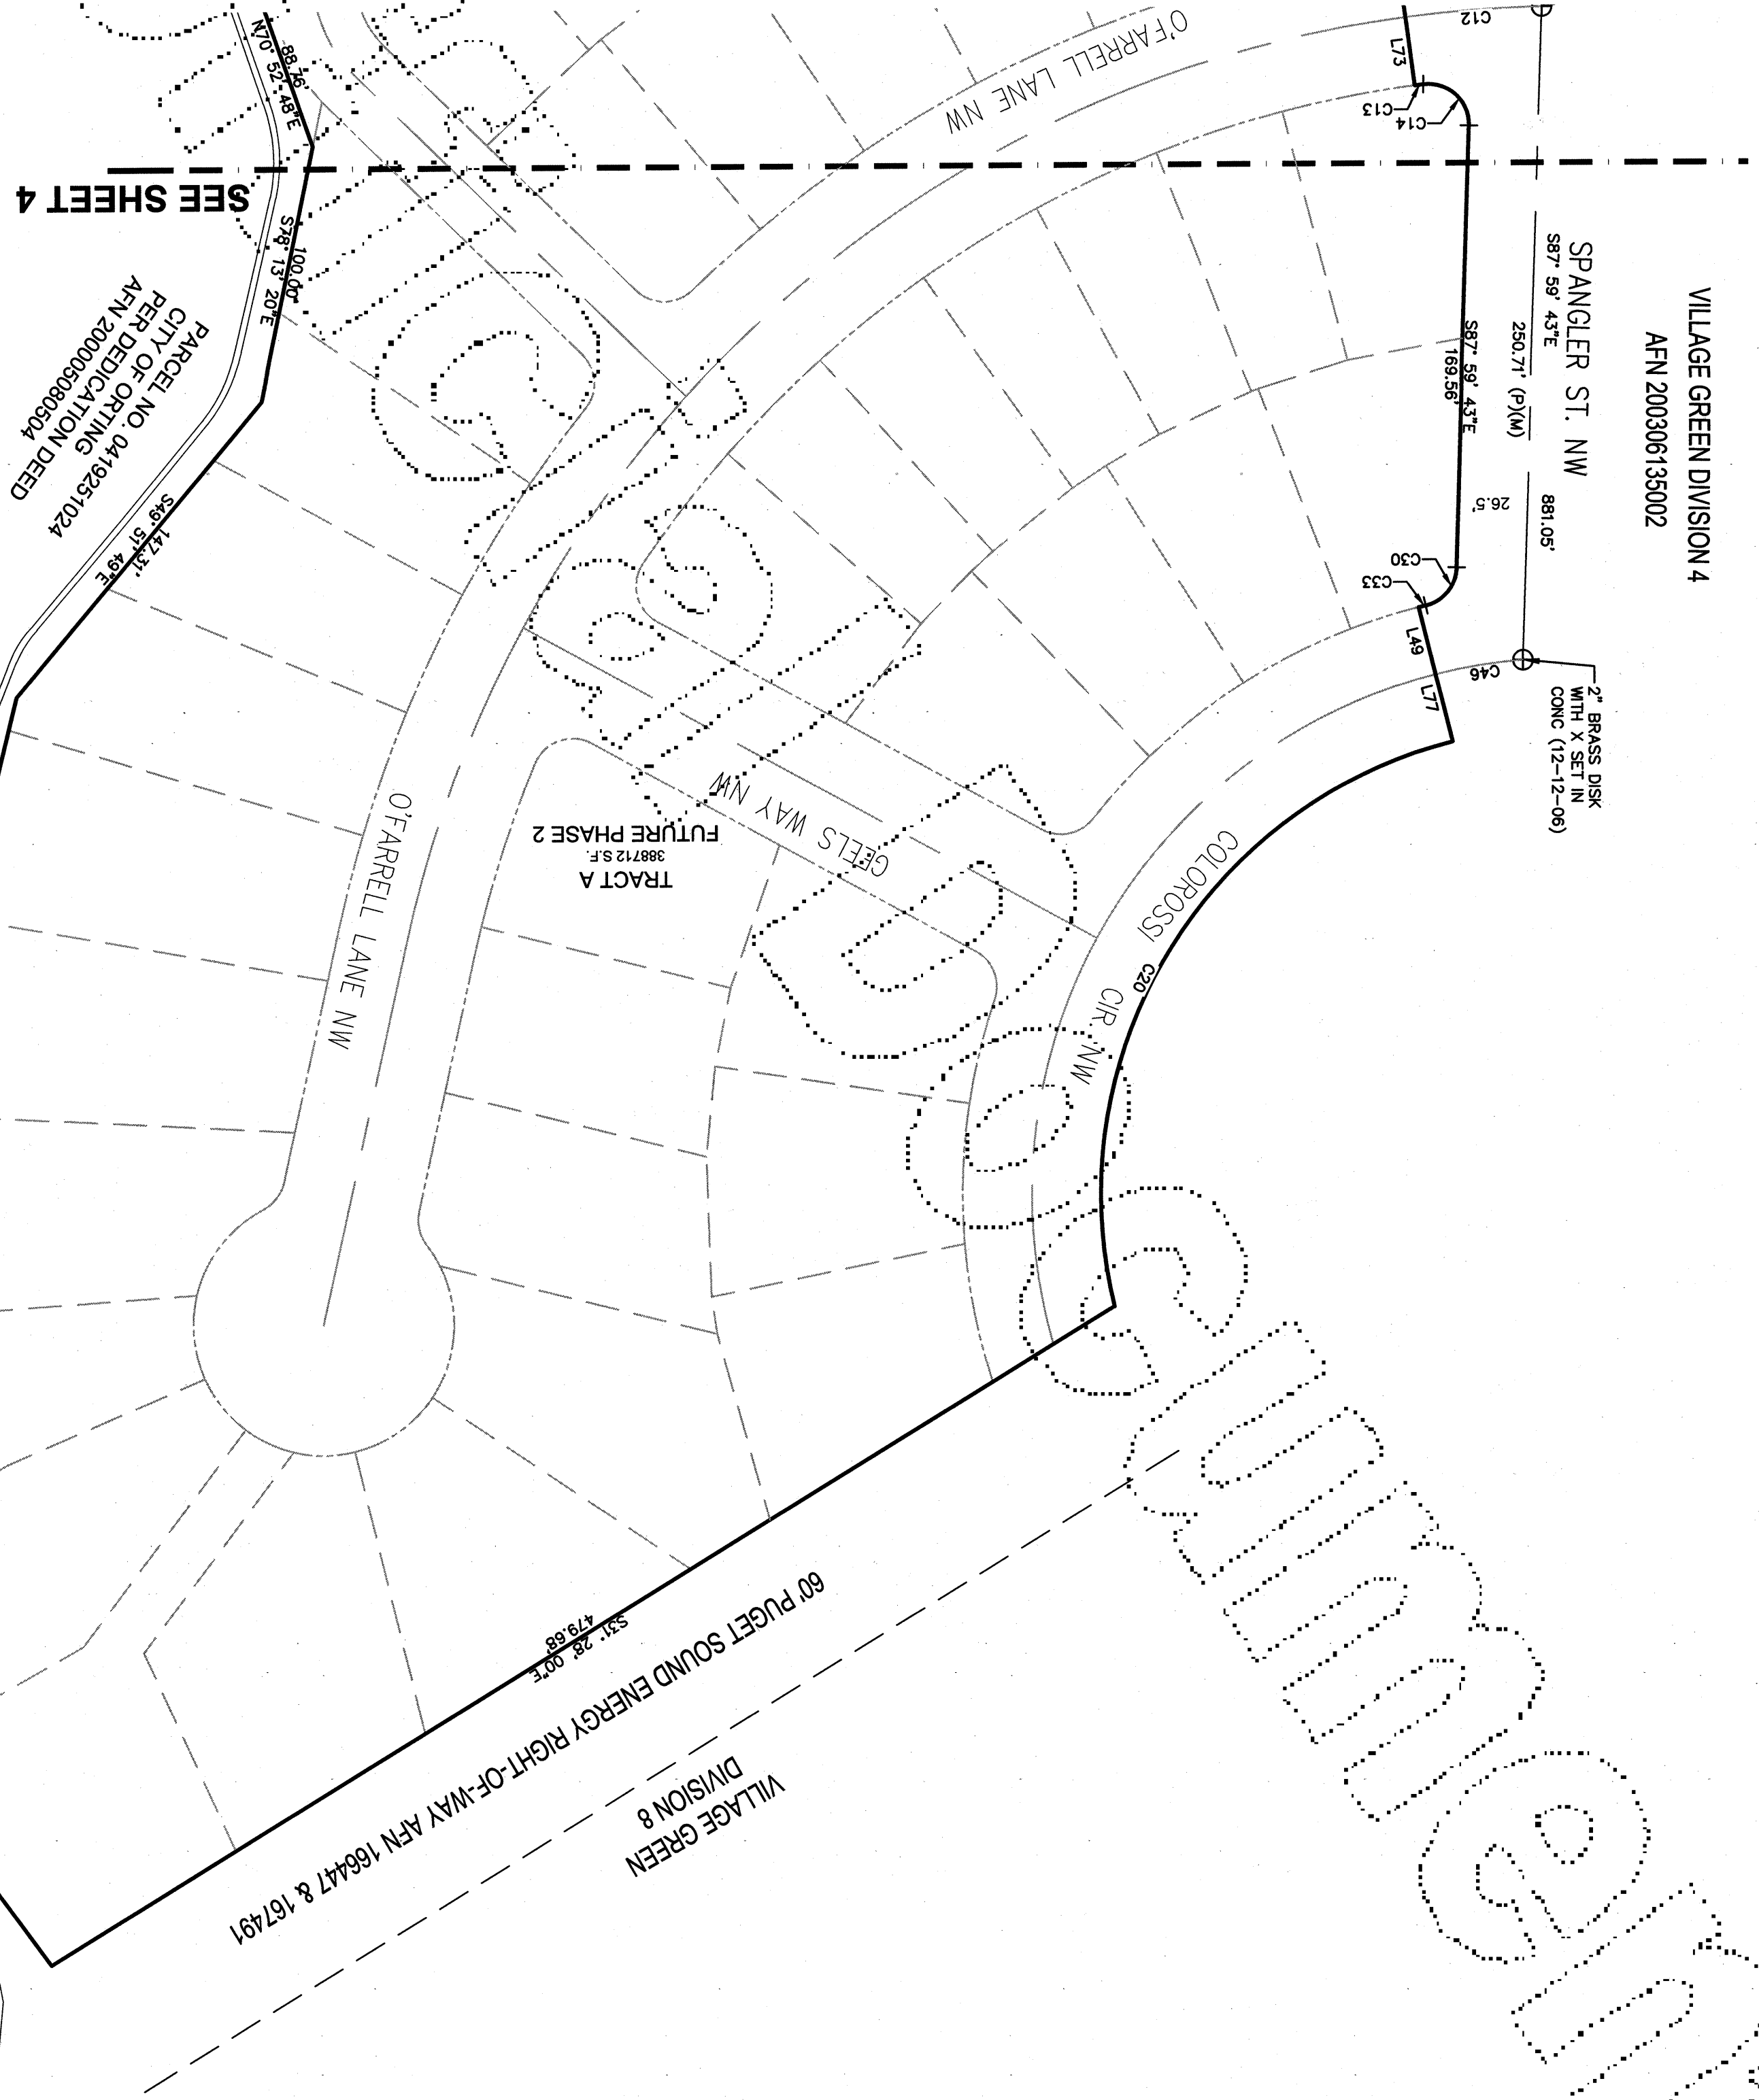 VILLAGE GREEN DIVISION 4
AFN 200306135002
SPANGLER ST. NW
S87° 59' 43"E
250.71' (P)(M)
881.05'
S87° 59' 43"E
169.56'
26.5'
C12
L73
C13
C14
C30
C33
L49
L77
C46
2" BRASS DISK
WITH X SET IN
CONC (12-12-06)
O'FARRELL LANE NW
88.76'
N70° 52' 48"E
SEE SHEET 4
100.00'
S78° 13' 20"E
PARCEL NO. 0419251024
CITY OF ORTING
PER DEDICATION DEED
AFN 200005080504
147.31'
S49° 51' 49"E
O'FARRELL LANE NW
GEELS WAY NW
TRACT A
388712 S.F.
FUTURE PHASE 2
COLOROSSI CIR. NW
C20
S31° 28' 00"E
479.68'
60' PUGET SOUND ENERGY RIGHT-OF-WAY AFN 166447 & 167491
VILLAGE GREEN
DIVISION 8